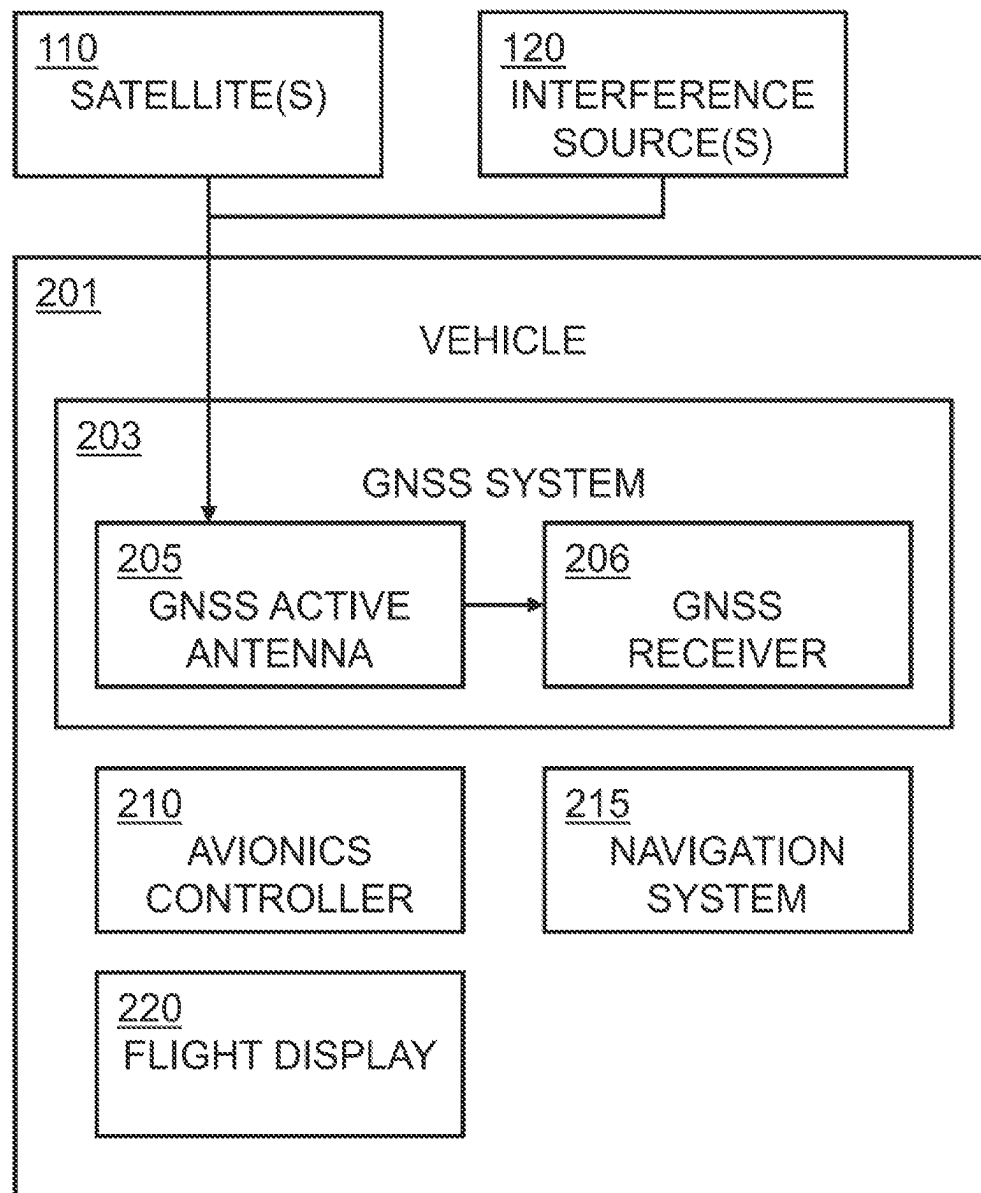 110
SATELLITE(S)
120
INTERFERENCE
SOURCE(S)
201
VEHICLE
203
GNSS SYSTEM
205
GNSS ACTIVE
ANTENNA
206
GNSS
RECEIVER
210
AVIONICS
CONTROLLER
215
NAVIGATION
SYSTEM
220
FLIGHT DISPLAY